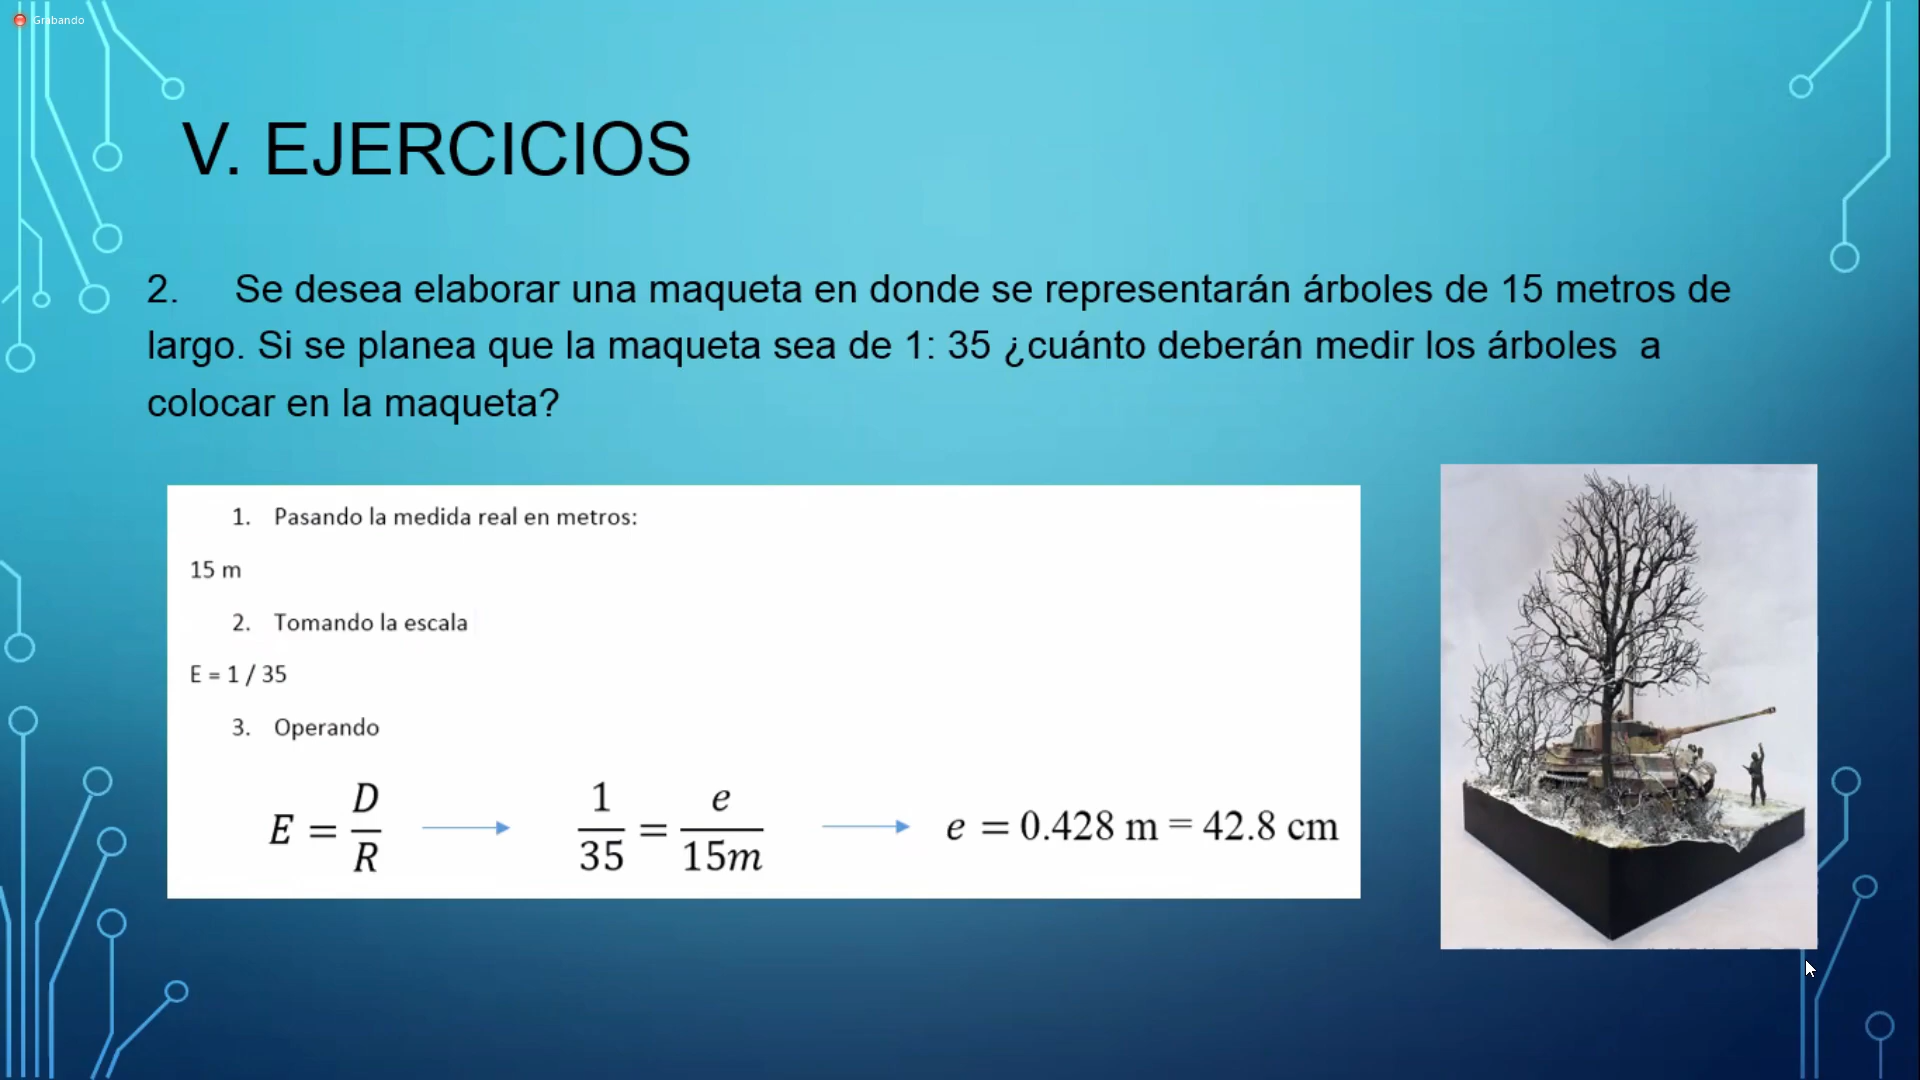 Grabando
V. EJERCICIOS
2. Se desea elaborar una maqueta en donde se representarán árboles de 15 metros de
largo. Si se planea que la maqueta sea de 1: 35 ¿cuánto deberán medir los árboles a
colocar en la maqueta?
1. Pasando la medida real en metros:
15 m
2. Tomando la escala
E = 1 / 35
3. Operando
E = D/R → 1/35 = e/15m → e = 0.428 m = 42.8 cm